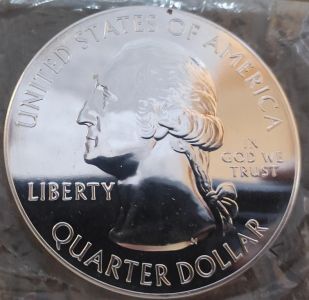 UNITED STATES OF AMERICA
LIBERTY
IN
GOD WE
TRUST
QUARTER DOLLAR